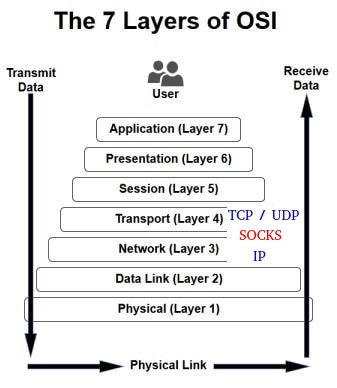 The 7 Layers of OSI
Transmit
Data
User
Receive
Data
Application (Layer 7)
Presentation (Layer 6)
Session (Layer 5)
Transport (Layer 4) TCP / UDP
SOCKS
Network (Layer 3)
IP
Data Link (Layer 2)
Physical (Layer 1)
Physical Link